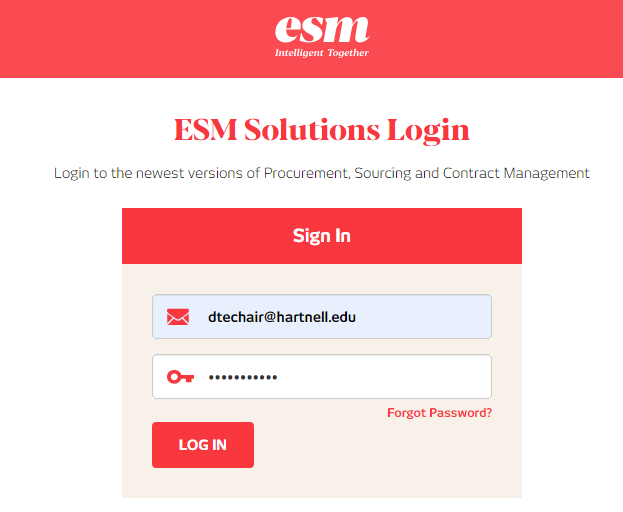 esm
Intelligent Together
ESM Solutions Login
Login to the newest versions of Procurement, Sourcing and Contract Management
Sign In
dtechair@hartnell.edu
•••••••••••
Forgot Password?
LOG IN